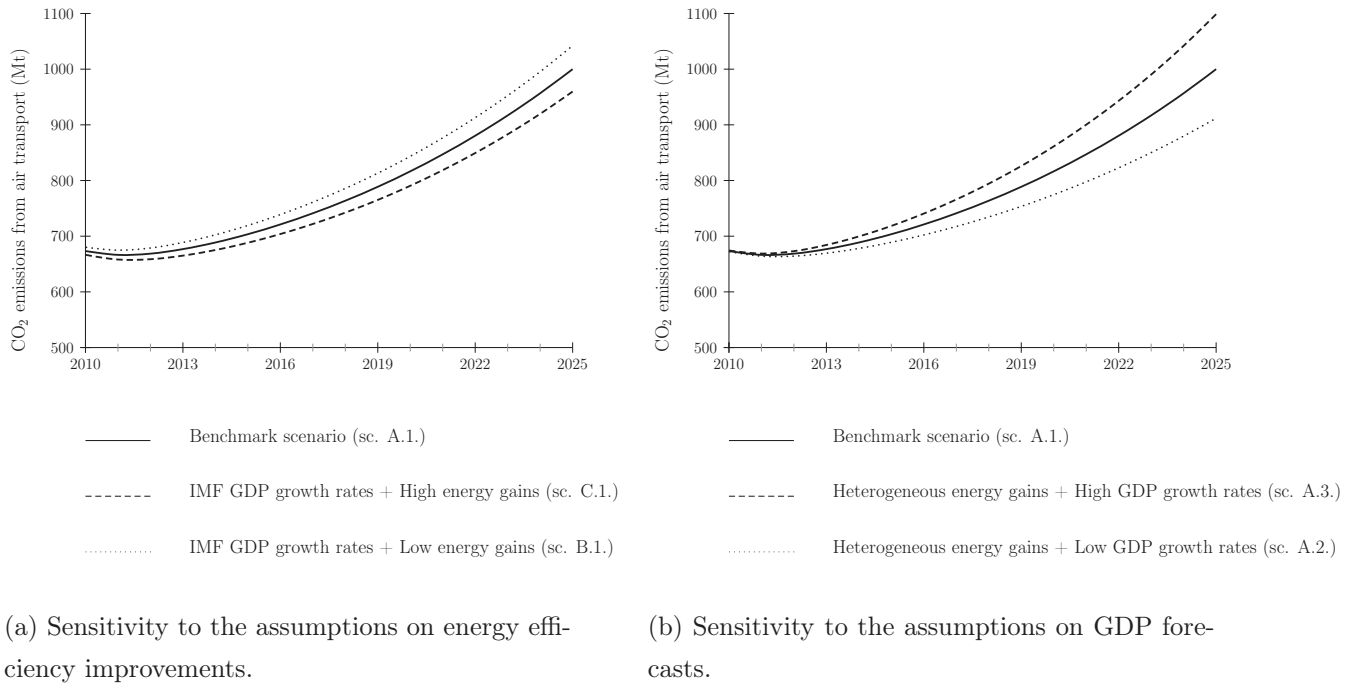 CO2 emissions from air transport (Mt)
1100
1000
900
800
700
600
500
2010 2013 2016 2019 2022 2025
Benchmark scenario (sc. A.1.)
IMF GDP growth rates + High energy gains (sc. C.1.)
IMF GDP growth rates + Low energy gains (sc. B.1.)
(a) Sensitivity to the assumptions on energy effi-
ciency improvements.
CO2 emissions from air transport (Mt)
1100
1000
900
800
700
600
500
2010 2013 2016 2019 2022 2025
Benchmark scenario (sc. A.1.)
Heterogeneous energy gains + High GDP growth rates (sc. A.3.)
Heterogeneous energy gains + Low GDP growth rates (sc. A.2.)
(b) Sensitivity to the assumptions on GDP fore-
casts.